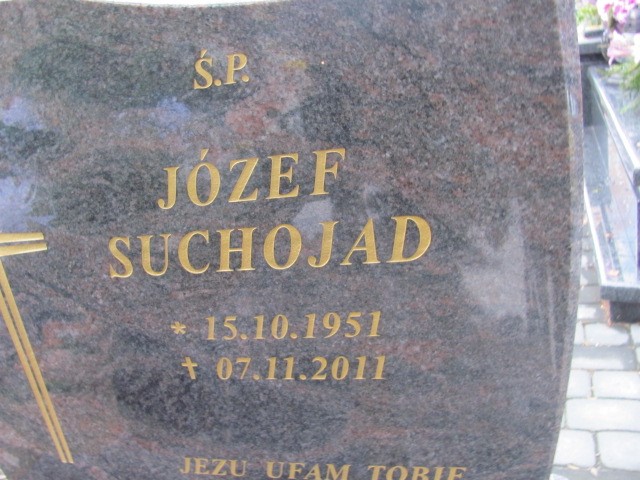 Ś.P.
JÓZEF
SUCHOJAD
* 15.10.1951
✝ 07.11.2011
JEZU UFAM TOBIE